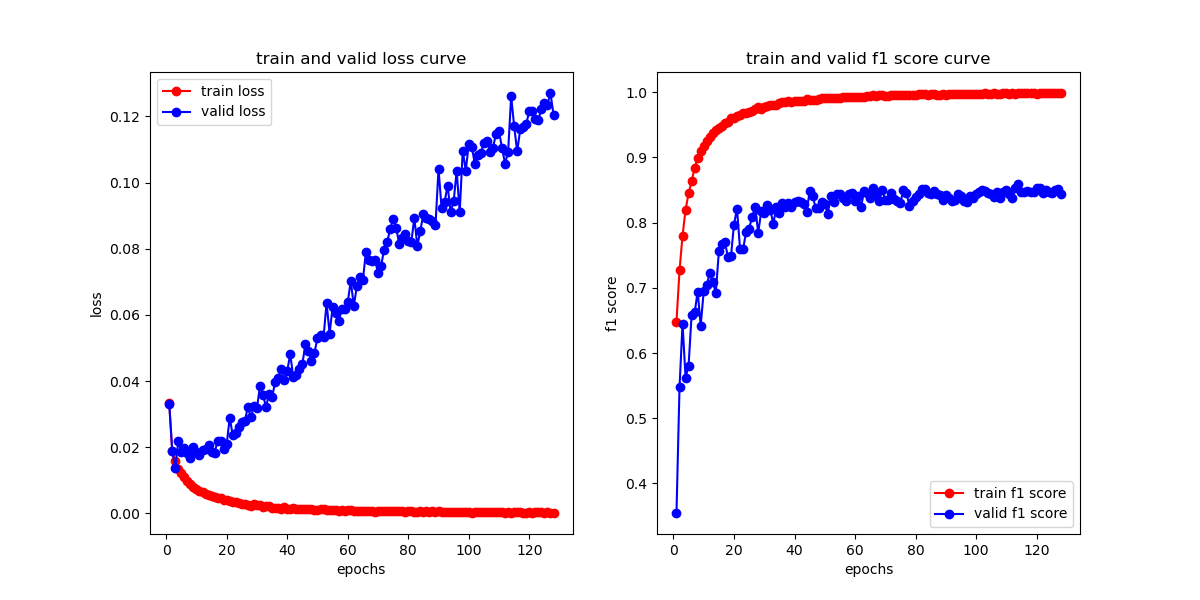 train and valid loss curve
train loss
valid loss
0.12
0.10
0.08
0.06
0.04
0.02
0.00
loss
0 20 40 60 80 100 120
epochs
train and valid f1 score curve
1.0
0.9
0.8
0.7
0.6
0.5
0.4
f1 score
train f1 score
valid f1 score
0 20 40 60 80 100 120
epochs